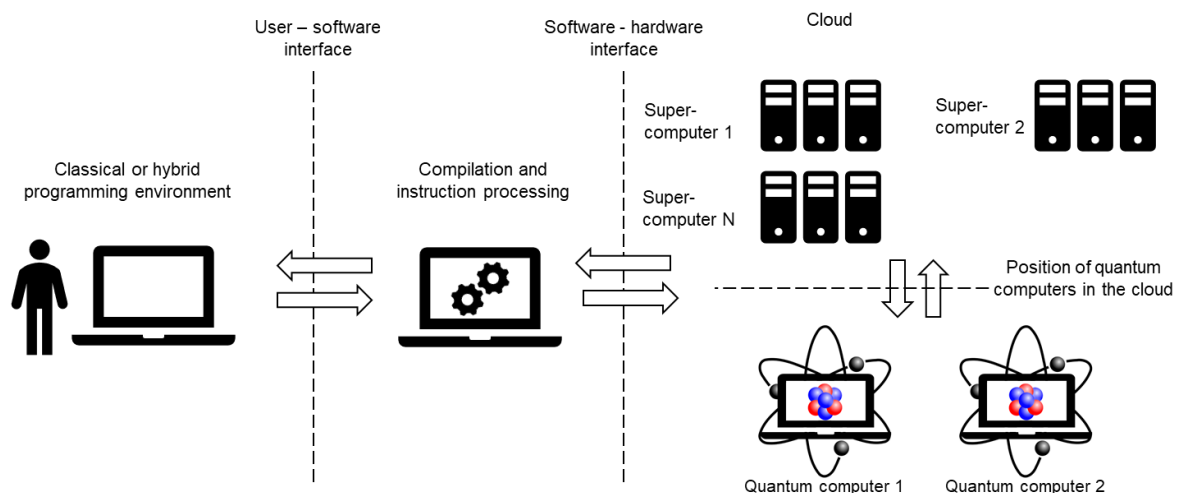 User – software
interface
Software - hardware
interface
Cloud
Super-
computer 1
Super-
computer 2
Classical or hybrid
programming environment
Compilation and
instruction processing
Super-
computer N
Position of quantum
computers in the cloud
Quantum computer 1
Quantum computer 2